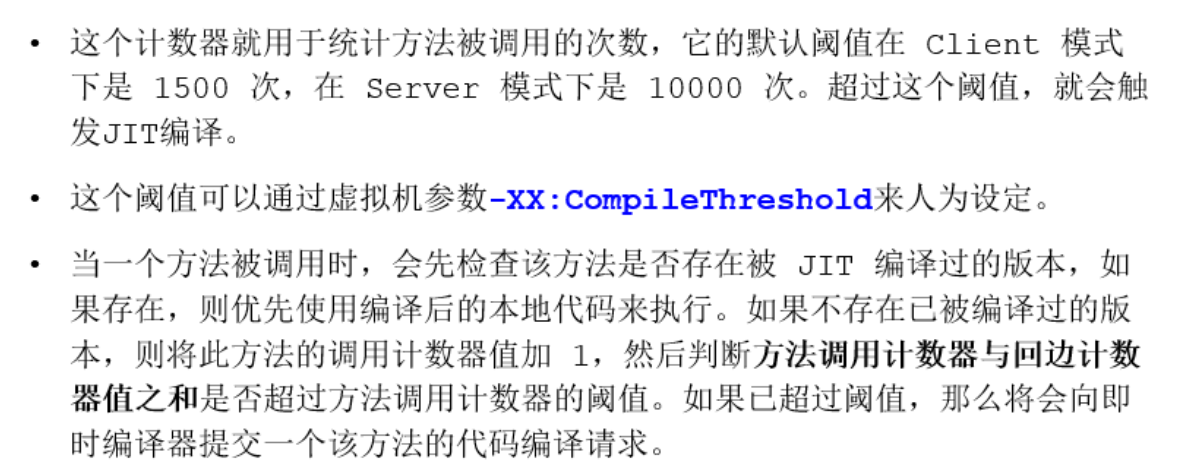 • 这个计数器就用于统计方法被调用的次数，它的默认阈值在 Client 模式
下是 1500 次，在 Server 模式下是 10000 次。超过这个阈值，就会触
发JIT编译。
• 这个阈值可以通过虚拟机参数-XX:CompileThreshold来人为设定。
• 当一个方法被调用时，会先检查该方法是否存在被 JIT 编译过的版本，如
果存在，则优先使用编译后的本地代码来执行。如果不存在已被编译过的版
本，则将此方法的调用计数器值加 1，然后判断方法调用计数器与回边计数
器值之和是否超过方法调用计数器的阈值。如果已超过阈值，那么将会向即
时编译器提交一个该方法的代码编译请求。